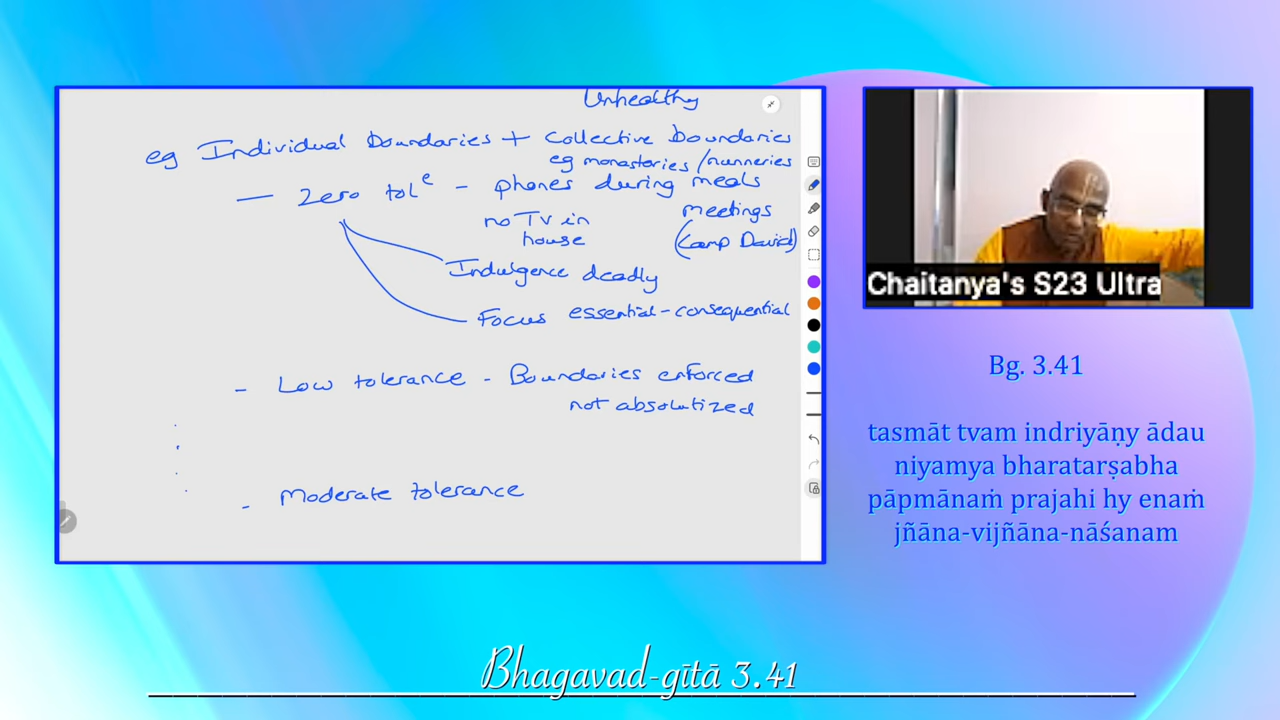 Unhealthy
eg Individual Boundaries + Collective boundaries
eg monasteries/nunneries
— Zero tolᵉ - phones during meals
no TV in house
meetings
(Camp David)
Indulgence deadly
Focus essential-consequential
- Low tolerance - Boundaries enforced
not absolutized
- Moderate tolerance
Chaitanya's S23 Ultra
Bg. 3.41
tasmāt tvam indriyāṇy ādau
niyamya bharatarṣabha
pāpmānaṁ prajahi hy enaṁ
jñāna-vijñāna-nāśanam
Bhagavad-gītā 3.41